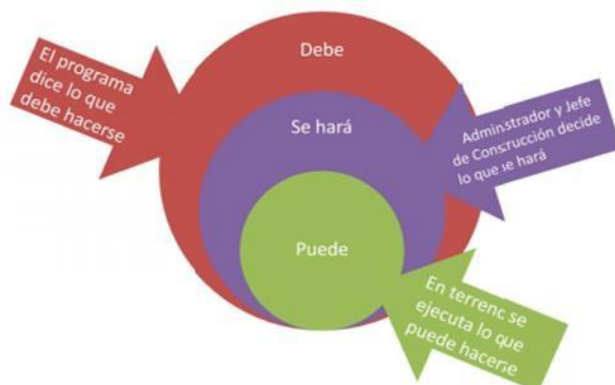 Debe
El programa
dice lo que
debe hacerse
Se hará
Administrador y Jefe
de Construcción decide
lo que se hará
Puede
En terreno se
ejecuta lo que
puede hacerse